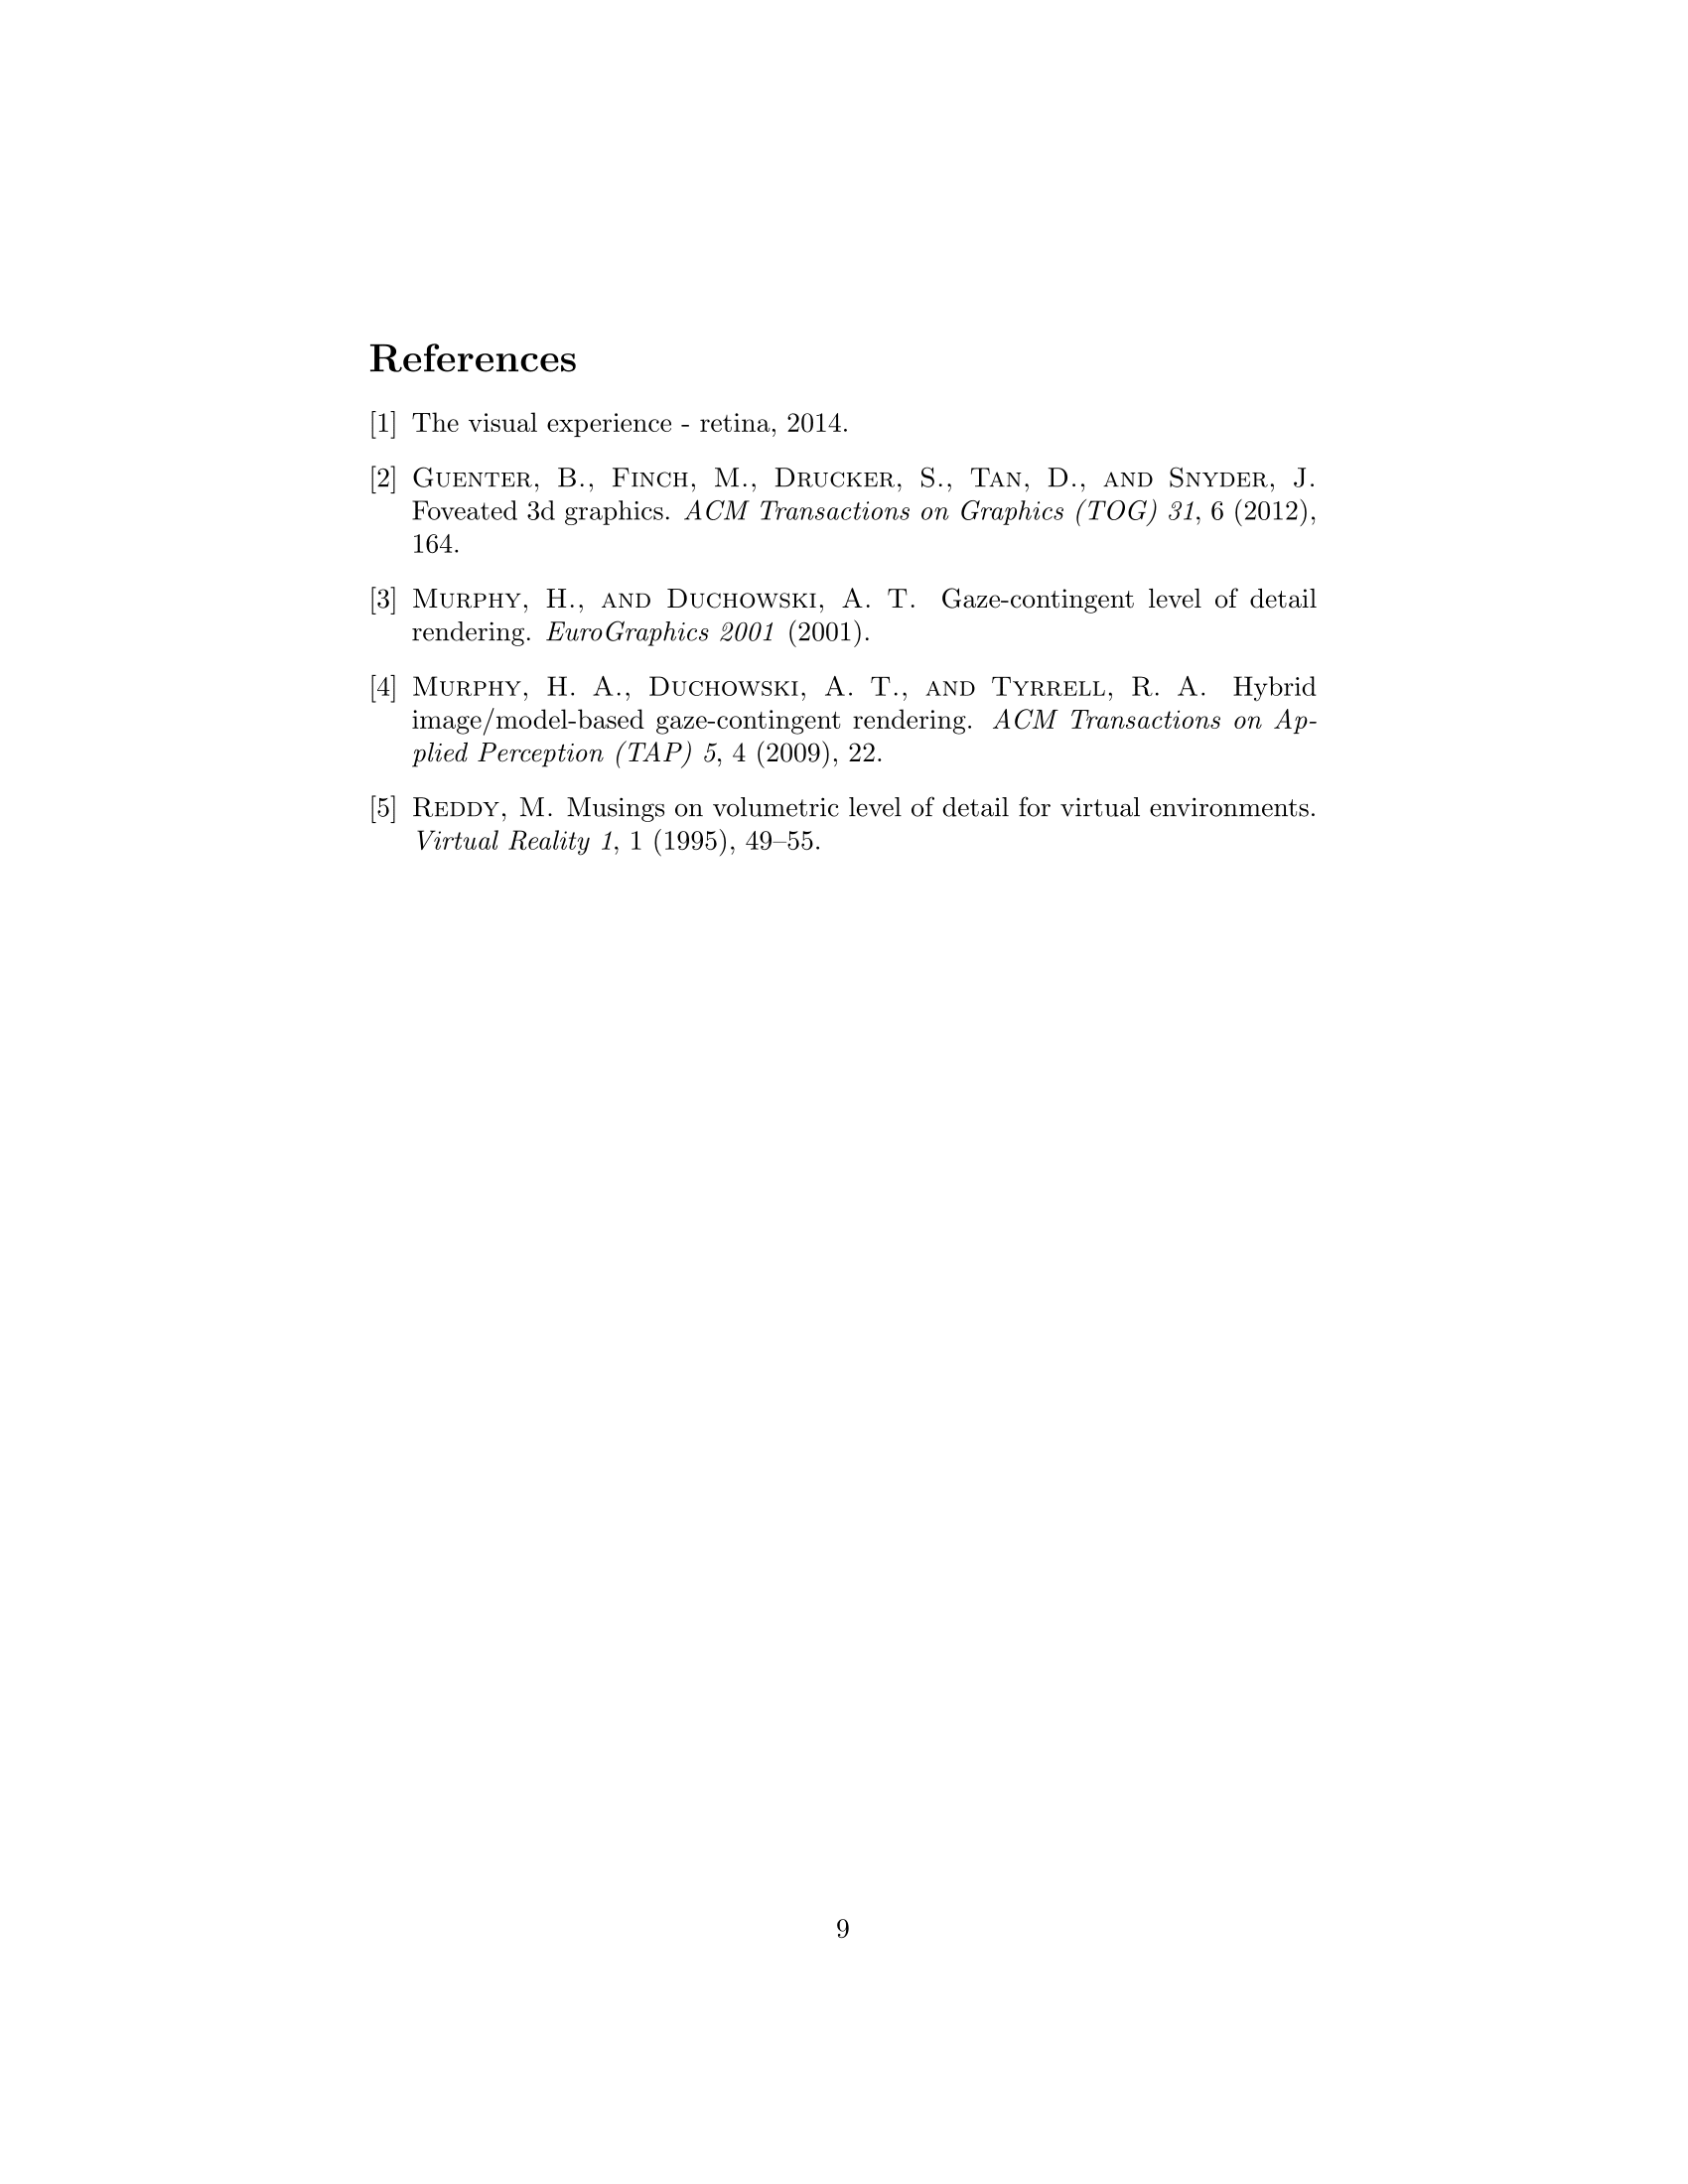 References
[1] The visual experience - retina, 2014.
[2] Guenter, B., Finch, M., Drucker, S., Tan, D., and Snyder, J.
Foveated 3d graphics. ACM Transactions on Graphics (TOG) 31, 6 (2012),
164.
[3] Murphy, H., and Duchowski, A. T. Gaze-contingent level of detail
rendering. EuroGraphics 2001 (2001).
[4] Murphy, H. A., Duchowski, A. T., and Tyrrell, R. A. Hybrid
image/model-based gaze-contingent rendering. ACM Transactions on Ap-
plied Perception (TAP) 5, 4 (2009), 22.
[5] Reddy, M. Musings on volumetric level of detail for virtual environments.
Virtual Reality 1, 1 (1995), 49–55.
9